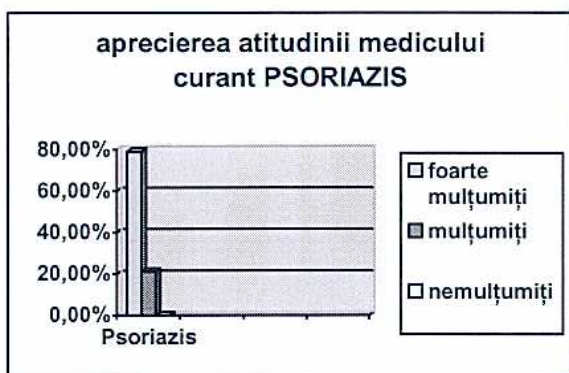 aprecierea atitudinii medicului
curant PSORIAZIS
80,00%
60,00%
40,00%
20,00%
0,00%
Psoriazis
foarte
mulțumiți
mulțumiți
nemulțumiți